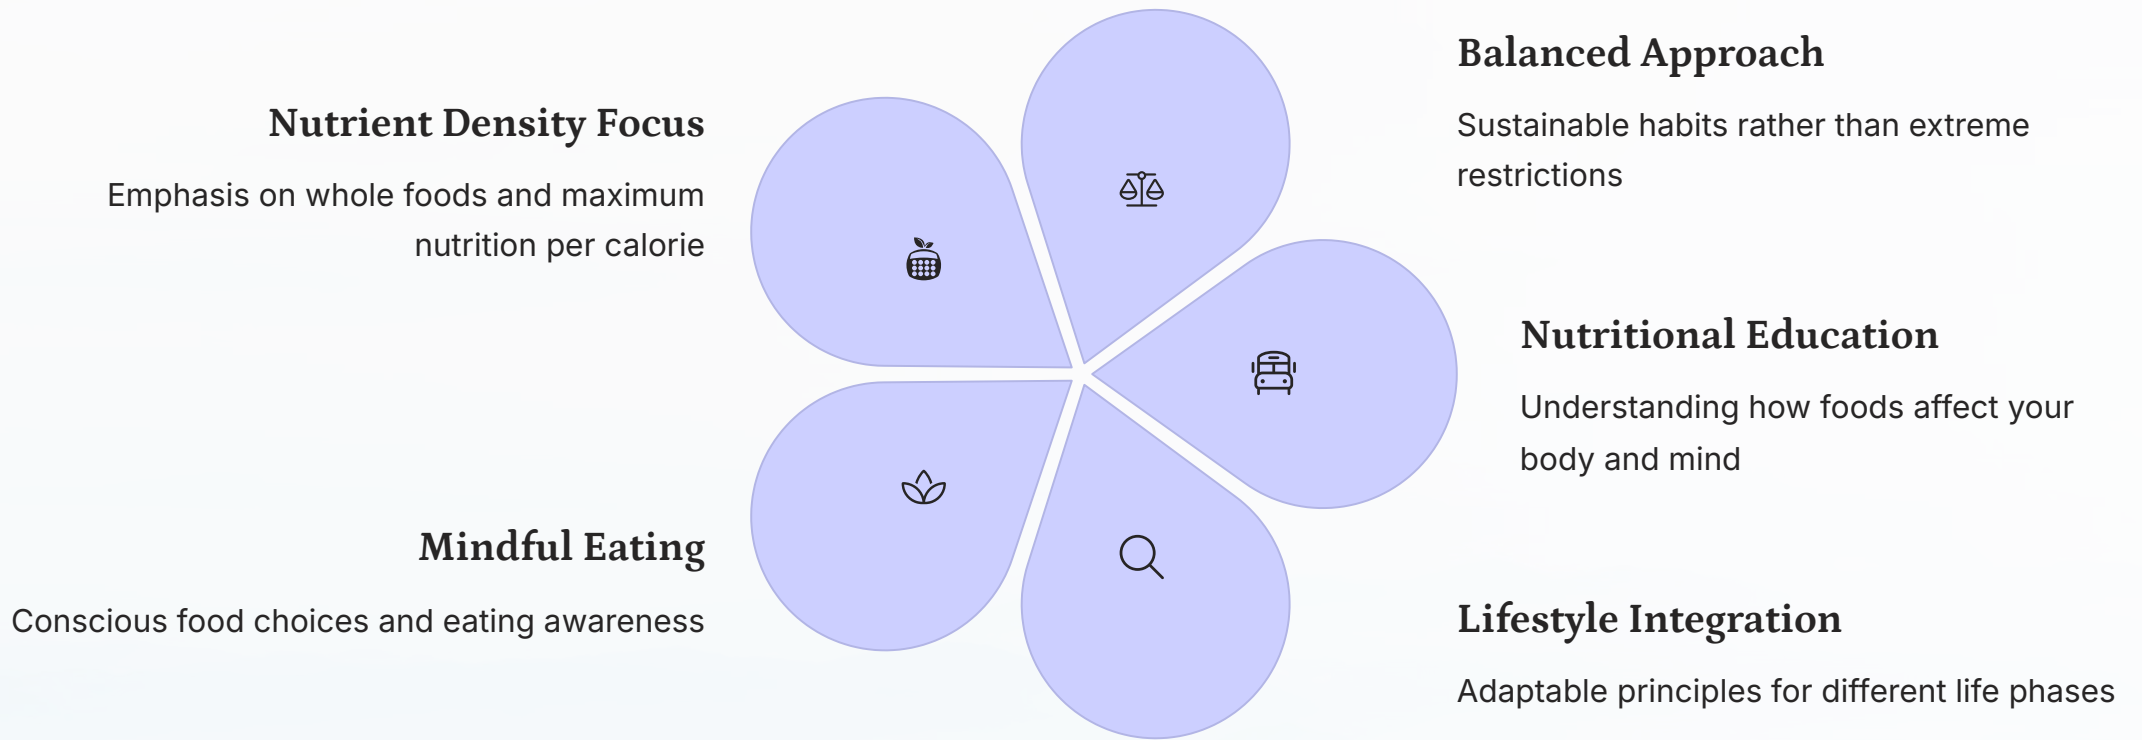 Nutrient Density Focus
Emphasis on whole foods and maximum
nutrition per calorie
Mindful Eating
Conscious food choices and eating awareness
Balanced Approach
Sustainable habits rather than extreme
restrictions
Nutritional Education
Understanding how foods affect your
body and mind
Lifestyle Integration
Adaptable principles for different life phases